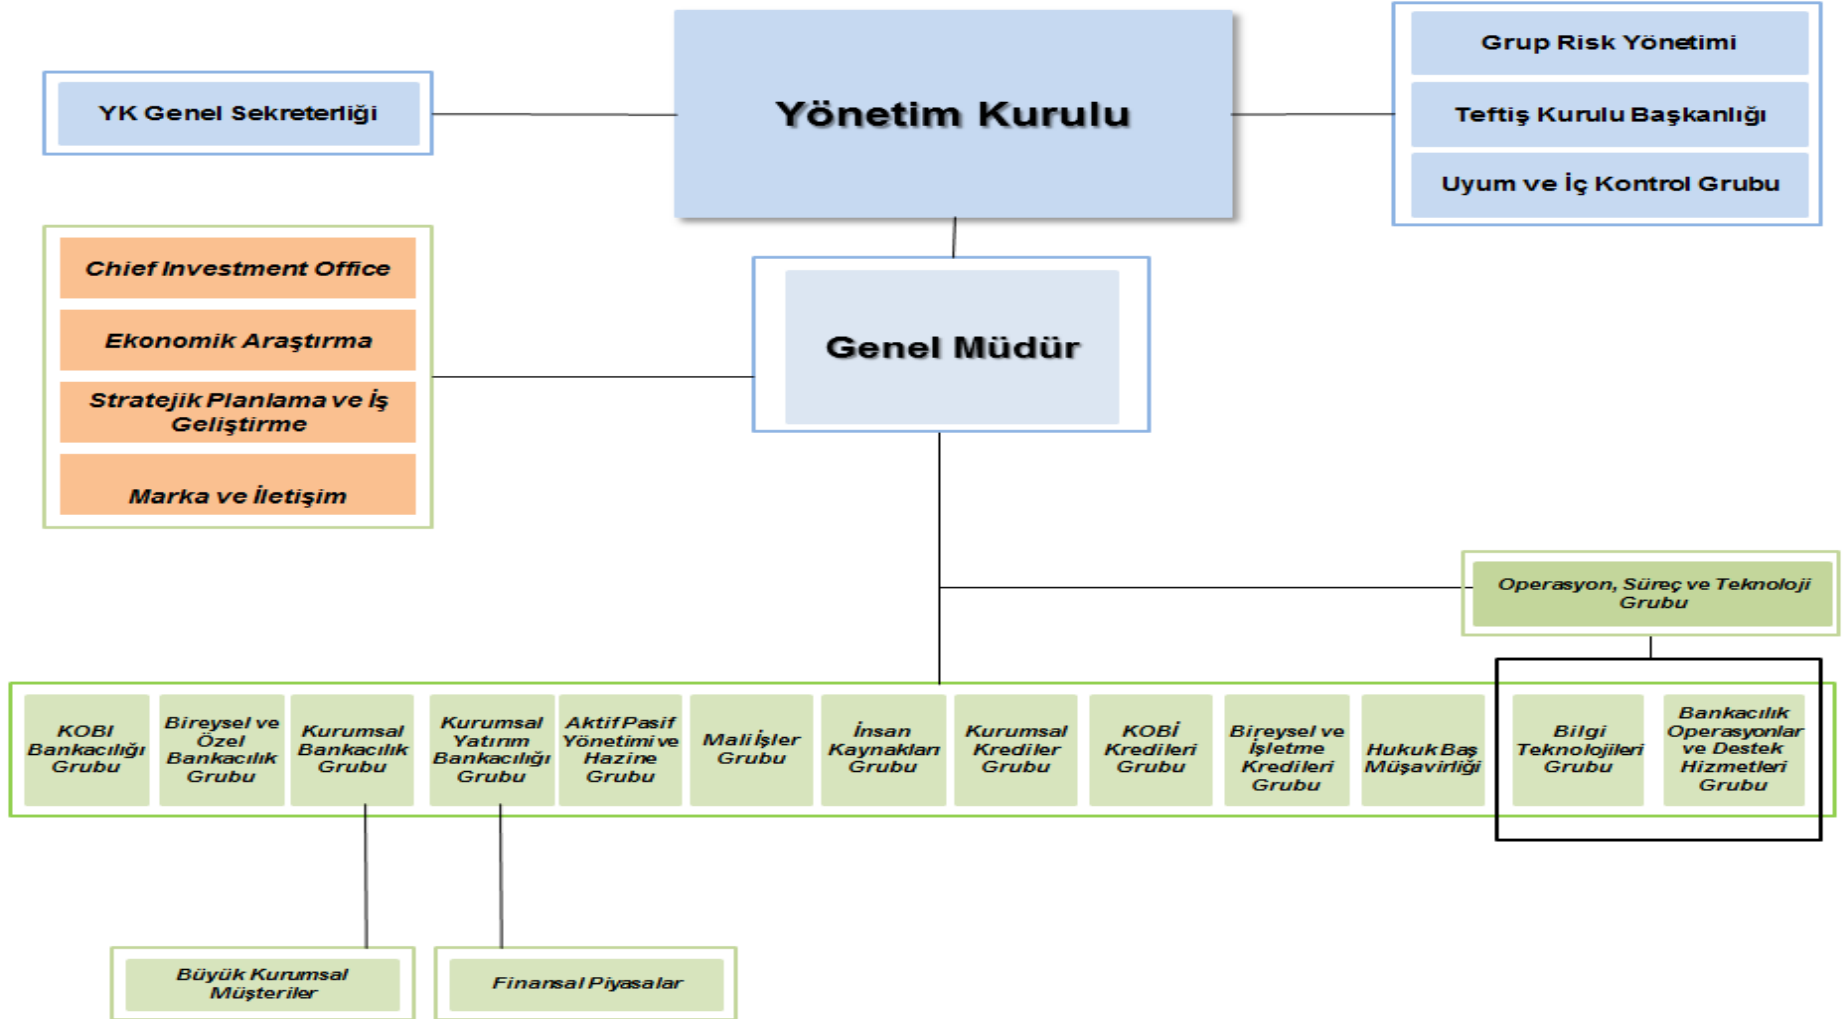 Yönetim Kurulu
YK Genel Sekreterliği
Grup Risk Yönetimi
Teftiş Kurulu Başkanlığı
Uyum ve İç Kontrol Grubu
Genel Müdür
Chief Investment Office
Ekonomik Araştırma
Stratejik Planlama ve İş
Geliştirme
Marka ve İletişim
Operasyon, Süreç ve Teknoloji
Grubu
KOBI
Bankacılığı
Grubu
Bireysel ve
Özel
Bankacılık
Grubu
Kurumsal
Bankacılık
Grubu
Kurumsal
Yatırım
Bankacılığı
Grubu
Aktif Pasif
Yönetimi ve
Hazine
Grubu
Mali İşler
Grubu
İnsan
Kaynakları
Grubu
Kurumsal
Krediler
Grubu
KOBİ
Kredileri
Grubu
Bireysel ve
İşletme
Kredileri
Grubu
Hukuk Baş
Müşavirliği
Bilgi
Teknolojileri
Grubu
Bankacılık
Operasyonlar
ve Destek
Hizmetleri
Grubu
Büyük Kurumsal
Müşteriler
Finansal Piyasalar